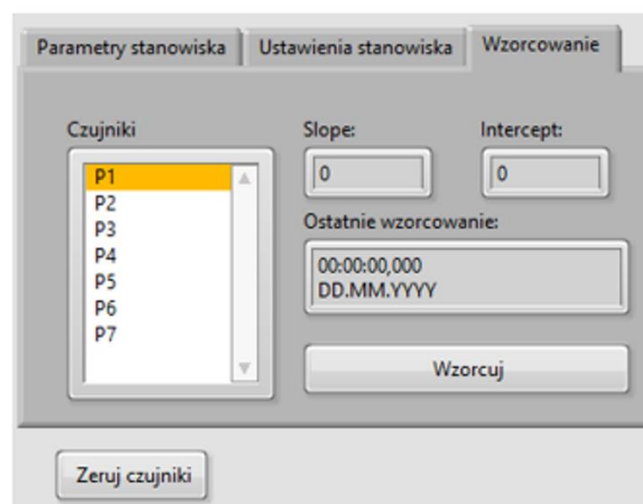 Parametry stanowiska Ustawienia stanowiska Wzorcowanie
Czujniki Slope: Intercept:
P1 0 0
P2
P3
P4
P5
P6
P7
Ostatnie wzorcowanie:
00:00:00,000
DD.MM.YYYY
Wzorcuj
Zeruj czujniki